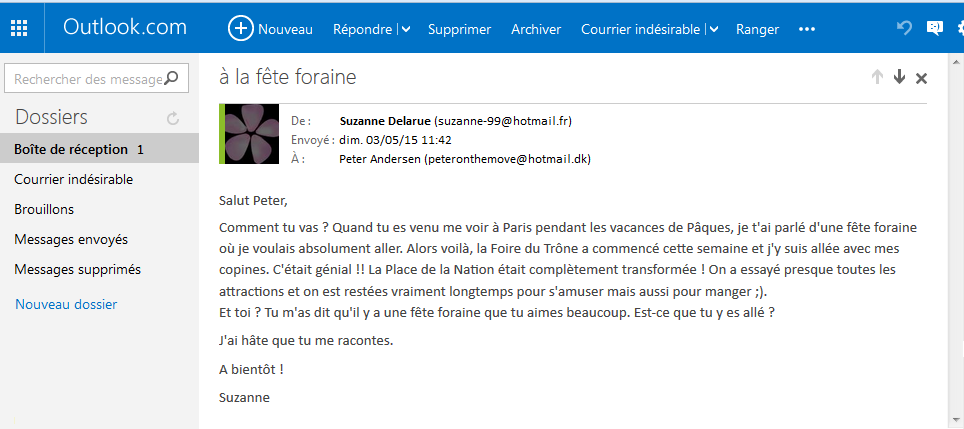 Outlook.com
Nouveau Répondre Supprimer Archiver Courrier indésirable Ranger
Rechercher des message
Dossiers
Boîte de réception 1
Courrier indésirable
Brouillons
Messages envoyés
Messages supprimés
Nouveau dossier
à la fête foraine
De : Suzanne Delarue (suzanne-99@hotmail.fr)
Envoyé : dim. 03/05/15 11:42
À : Peter Andersen (peteronthemove@hotmail.dk)
Salut Peter,
Comment tu vas ? Quand tu es venu me voir à Paris pendant les vacances de Pâques, je t'ai parlé d'une fête foraine
où je voulais absolument aller. Alors voilà, la Foire du Trône a commencé cette semaine et j'y suis allée avec mes
copines. C'était génial !! La Place de la Nation était complètement transformée ! On a essayé presque toutes les
attractions et on est restées vraiment longtemps pour s'amuser mais aussi pour manger ;).
Et toi ? Tu m'as dit qu'il y a une fête foraine que tu aimes beaucoup. Est-ce que tu y es allé ?
J'ai hâte que tu me racontes.
A bientôt !
Suzanne